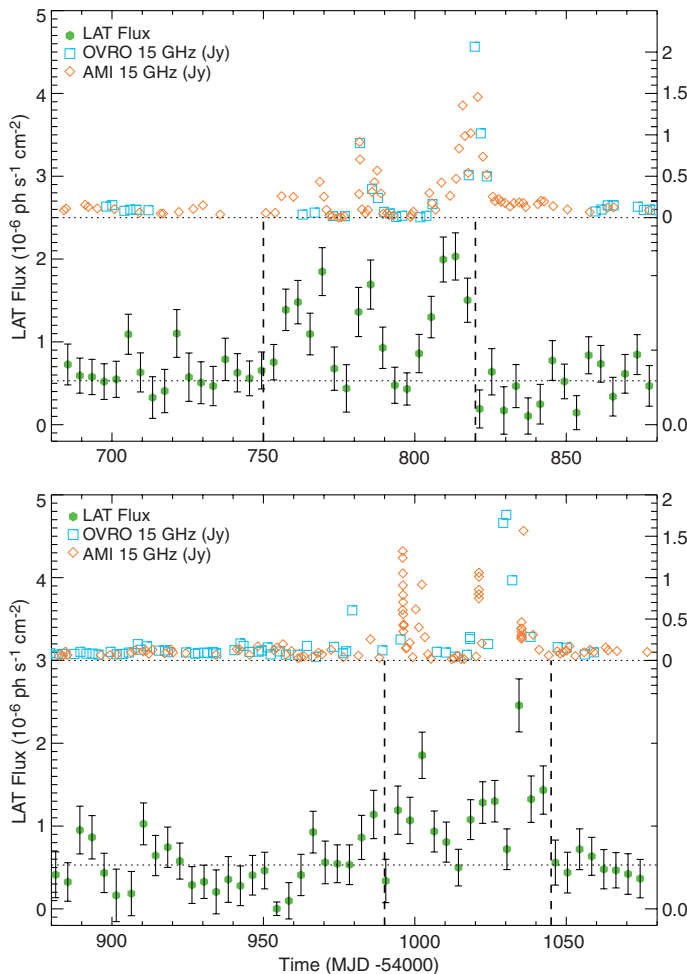 5
4
3
2
1
0
LAT Flux (10⁻⁶ ph s⁻¹ cm⁻²)
LAT Flux
OVRO 15 GHz (Jy)
AMI 15 GHz (Jy)
2
1.5
1
0.5
0
0.0
700 750 800 850
5
4
3
2
1
0
LAT Flux (10⁻⁶ ph s⁻¹ cm⁻²)
LAT Flux
OVRO 15 GHz (Jy)
AMI 15 GHz (Jy)
2
1.5
1
0.5
0
0.0
900 950 1000 1050
Time (MJD -54000)